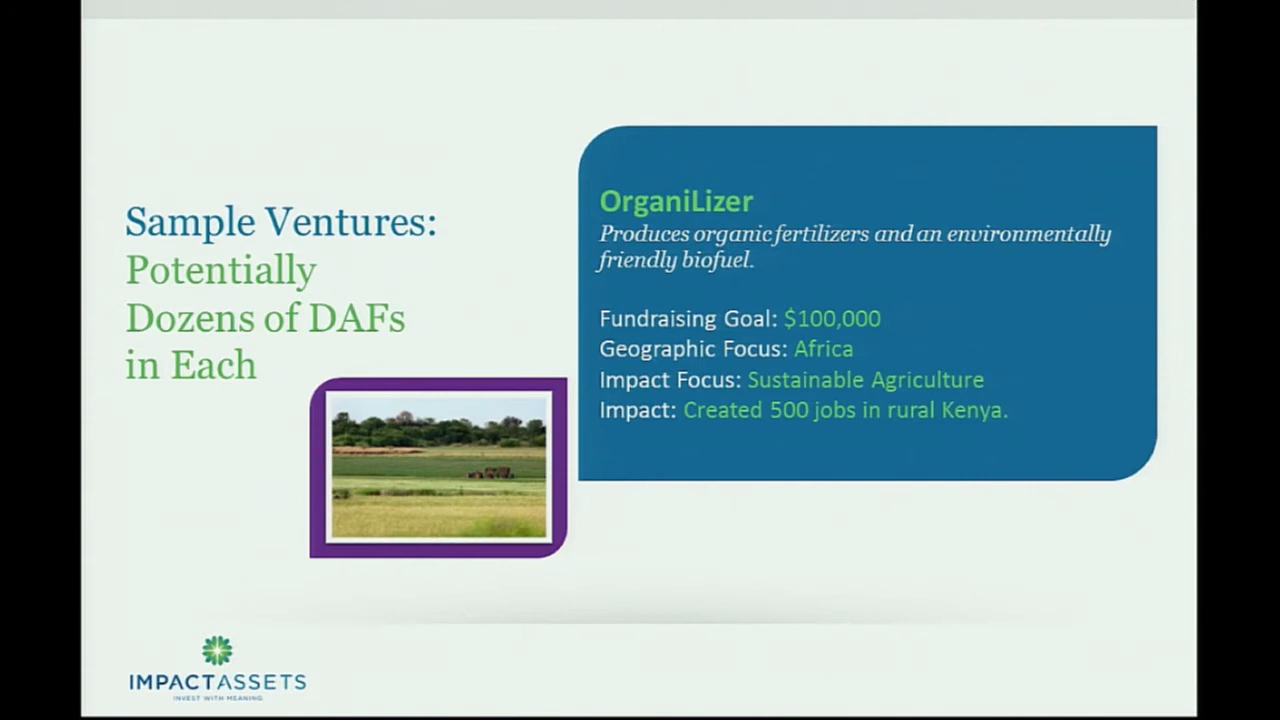 Sample Ventures:
Potentially
Dozens of DAFs
in Each
OrganiLizer
Produces organic fertilizers and an environmentally
friendly biofuel.
Fundraising Goal: $100,000
Geographic Focus: Africa
Impact Focus: Sustainable Agriculture
Impact: Created 500 jobs in rural Kenya.
IMPACTASSETS
INVEST WITH MEANING